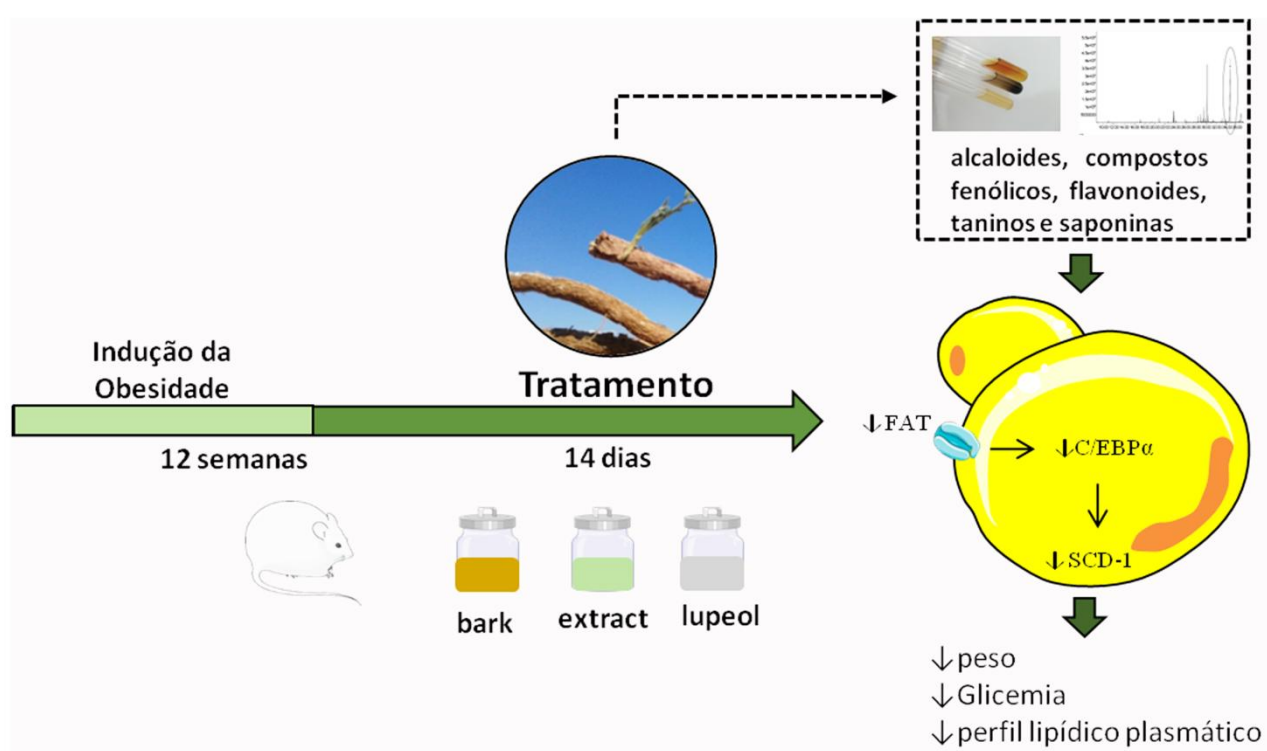 alcaloides, compostos
fenólicos, flavonoides,
taninos e saponinas
Indução da
Obesidade
Tratamento
12 semanas
14 dias
bark
extract
lupeol
↓FAT
↓C/EBPα
↓SCD-1
↓peso
↓Glicemia
↓perfil lipídico plasmático